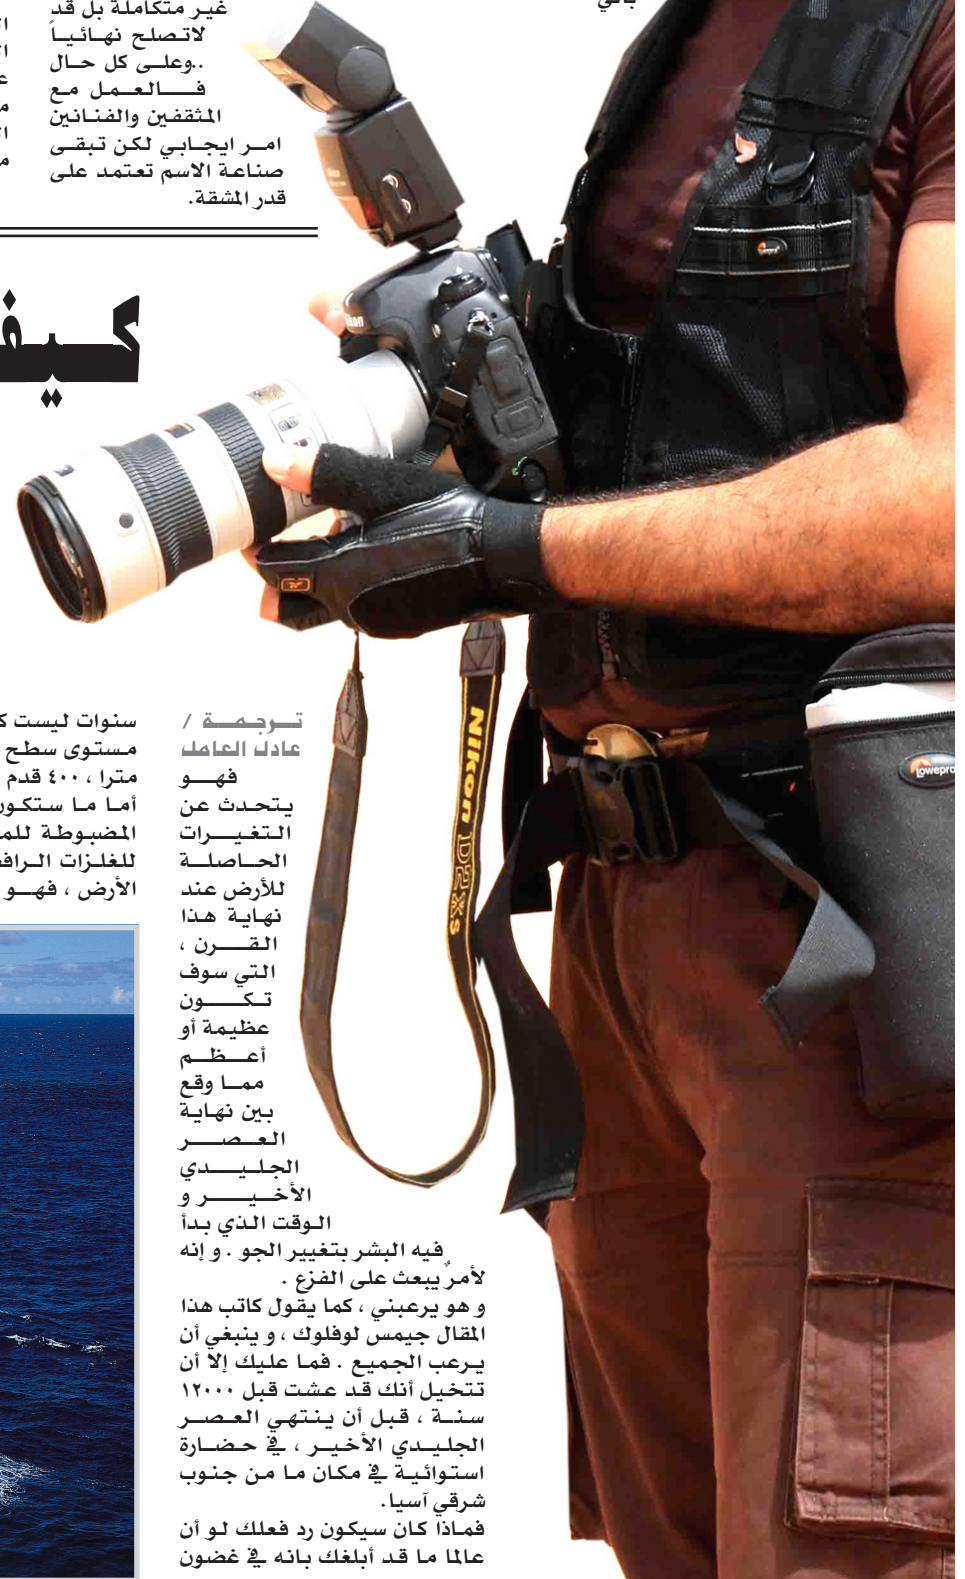 غير متكاملة بل قد
لاتصلح نهائياً
..وعلى كل حال
فالعمل مع
المثقفين والفنانين
امر ايجابي لكن تبقى
صناعة الاسم تعتمد على
قدر المشقة.
Nikon
ترجمة /
عادل العامل
فهو
يتحدث عن
التغيرات
الحاصلة
للأرض عند
نهاية هذا
القرن ،
التي سوف
تكون
عظيمة أو
أعظم
مما وقع
بين نهاية
العصر
الجليدي
الأخير و
الوقت الذي بدأ
فيه البشر بتغيير الجو . و إنه
لأمرٌ يبعث على الفزع .
و هو يرعبني ، كما يقول كاتب هذا
المقال جيمس لوفلوك ، و ينبغي أن
يرعب الجميع . فما عليك إلا أن
تتخيل أنك قد عشت قبل ١٢٠٠٠
سنة ، قبل أن ينتهي العصر
الجليدي الأخير ، في حضارة
استوائية في مكان ما من جنوب
شرقي آسيا.
فماذا كان سيكون رد فعلك لو أن
عالما ما قد أبلغك بانه في غضون
سنوات ليست
مستوى سطح
مترا ، ٤٠٠ قدم
أما ما ستكون
المضبوطة
للغلزات
الأرض ، فهو
Nikon D2Xs
Lowepro